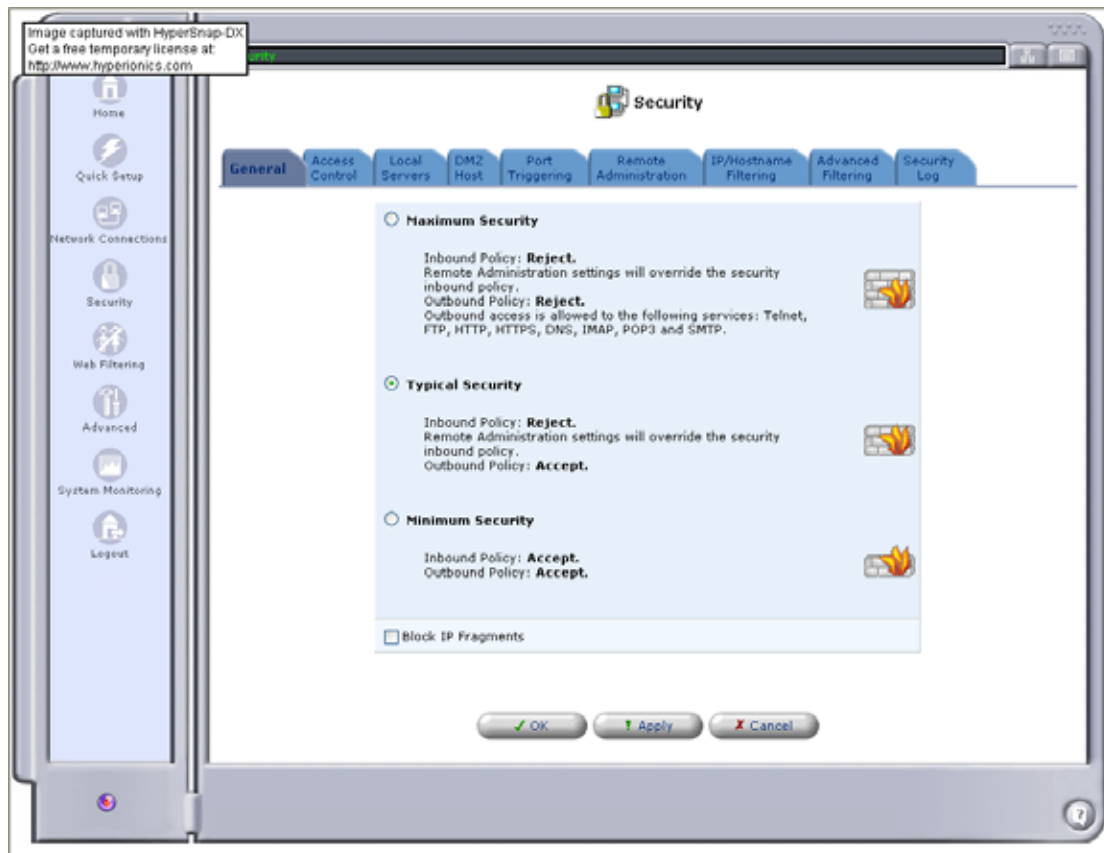 Image captured with HyperSnap-DX
Get a free temporary license at:
http://www.hyperionics.com
urity
Home
Quick Setup
Network Connections
Security
Web Filtering
Advanced
System Monitoring
Logout
Security
General
Access
Control
Local
Servers
DMZ
Host
Port
Triggering
Remote
Administration
IP/Hostname
Filtering
Advanced
Filtering
Security
Log
Maximum Security
Inbound Policy: Reject.
Remote Administration settings will override the security
inbound policy.
Outbound Policy: Reject.
Outbound access is allowed to the following services: Telnet,
FTP, HTTP, HTTPS, DNS, IMAP, POP3 and SMTP.
Typical Security
Inbound Policy: Reject.
Remote Administration settings will override the security
inbound policy.
Outbound Policy: Accept.
Minimum Security
Inbound Policy: Accept.
Outbound Policy: Accept.
Block IP Fragments
OK
! Apply
Cancel
?